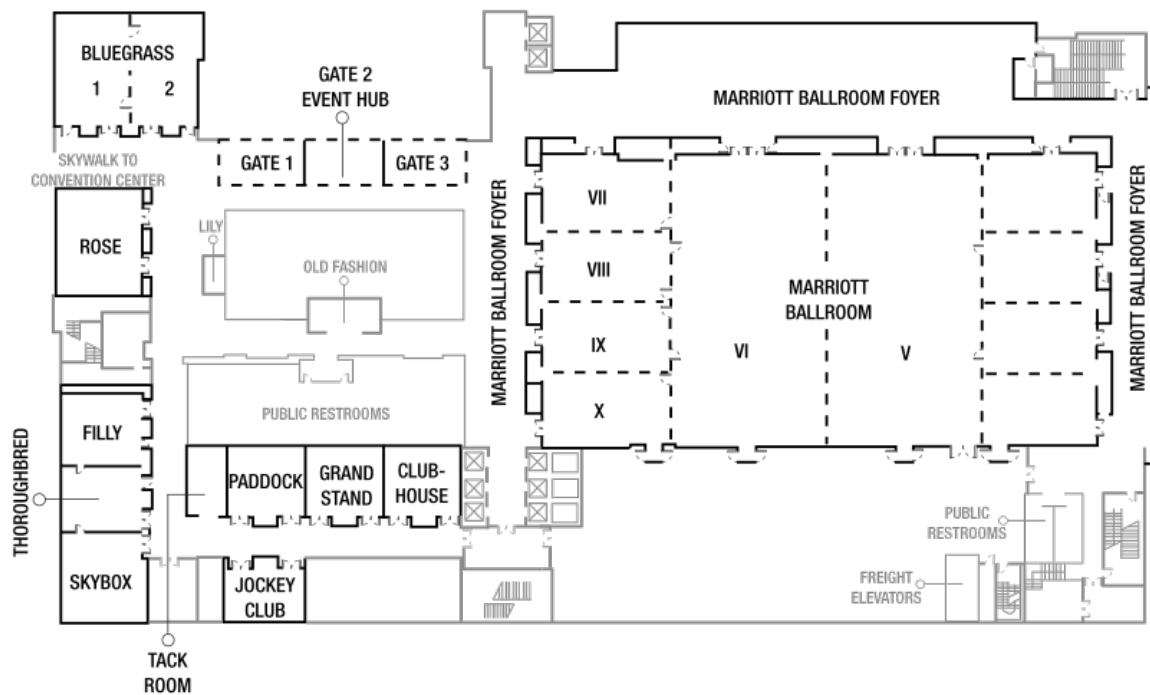 BLUEGRASS
1
2
GATE 2
EVENT HUB
MARRIOTT BALLROOM FOYER
GATE 1
GATE 3
SKYWALK TO
CONVENTION CENTER
ROSE
LILY
OLD FASHION
MARRIOTT BALLROOM FOYER
VII
VIII
IX
X
MARRIOTT
BALLROOM
VI
V
MARRIOTT BALLROOM FOYER
PUBLIC RESTROOMS
FILLY
THOROUGHBRED
SKYBOX
PADDOCK
GRAND
STAND
CLUB-
HOUSE
JOCKEY
CLUB
TACK
ROOM
PUBLIC
RESTROOMS
FREIGHT
ELEVATORS